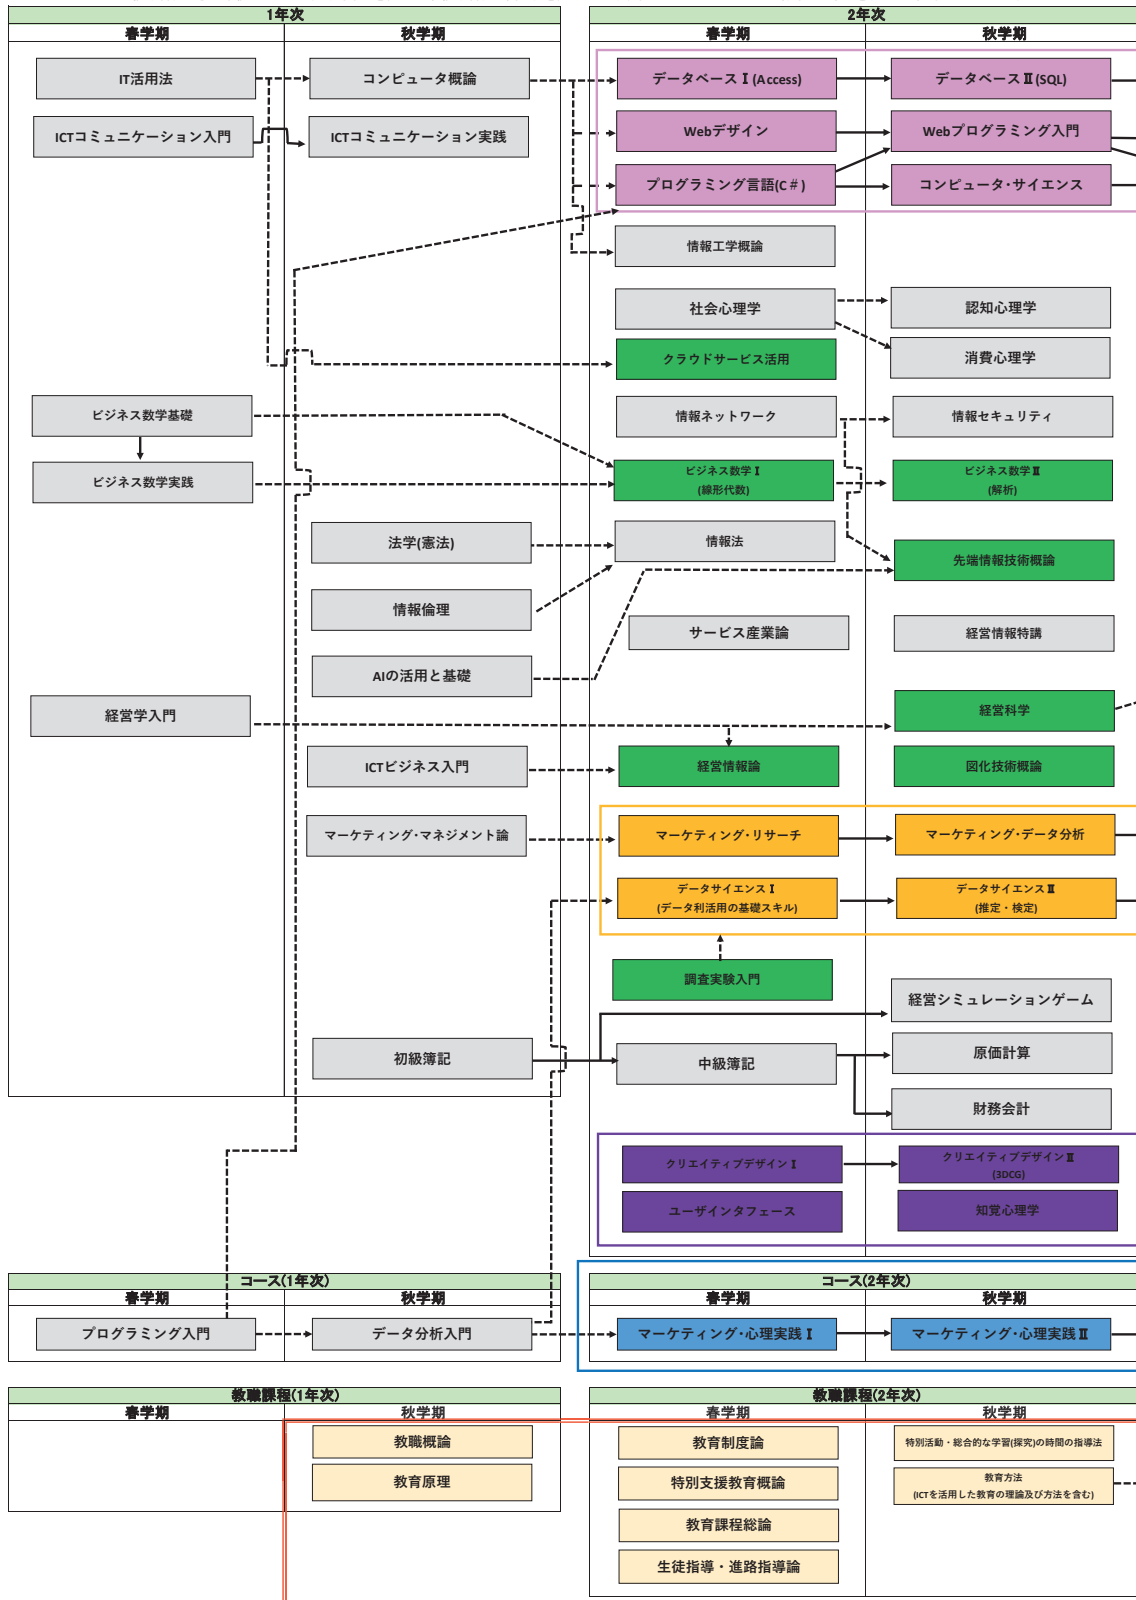 1年次
春学期
秋学期
IT活用法
コンピュータ概論
ICTコミュニケーション入門
ICTコミュニケーション実践
ビジネス数学基礎
ビジネス数学実践
法学(憲法)
情報倫理
AIの活用と基礎
経営学入門
ICTビジネス入門
マーケティング・マネジメント論
初級簿記
2年次
春学期
秋学期
データベースⅠ(Access)
データベースⅡ(SQL)
Webデザイン
Webプログラミング入門
プログラミング言語(C#)
コンピュータ・サイエンス
情報工学概論
社会心理学
認知心理学
消費心理学
クラウドサービス活用
情報ネットワーク
情報セキュリティ
ビジネス数学Ⅰ
(線形代数)
ビジネス数学Ⅱ
(解析)
情報法
先端情報技術概論
サービス産業論
経営情報特講
経営科学
経営情報論
図化技術概論
マーケティング・リサーチ
マーケティング・データ分析
データサイエンスⅠ
(データ利活用の基礎スキル)
データサイエンスⅡ
(推定・検定)
調査実験入門
経営シミュレーションゲーム
中級簿記
原価計算
財務会計
クリエイティブデザインⅠ
クリエイティブデザインⅡ
(3DCG)
ユーザインタフェース
知覚心理学
コース(1年次)
春学期
秋学期
プログラミング入門
データ分析入門
コース(2年次)
春学期
秋学期
マーケティング・心理実践Ⅰ
マーケティング・心理実践Ⅱ
教職課程(1年次)
春学期
秋学期
教職概論
教育原理
教職課程(2年次)
春学期
秋学期
教育制度論
特別活動・総合的な学習(探究)の時間の指導法
特別支援教育概論
教育方法
(ICTを活用した教育の理論及び方法を含む)
教育課程総論
生徒指導・進路指導論